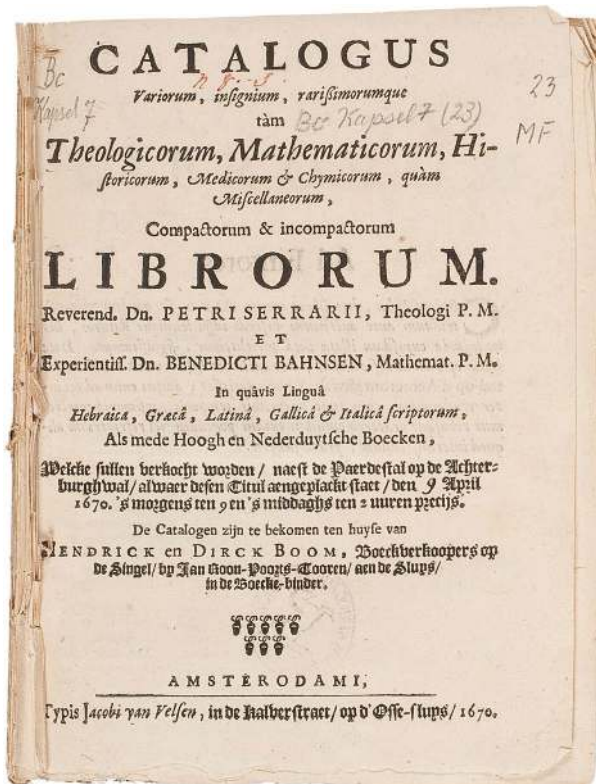 CATALOGUS
Variorum, insignium, rarissimorumque
tàm
Theologicorum, Mathematicorum, Hi-
storicorum, Medicorum & Chymicorum, quàm
Miscellaneorum,
Compactorum & incompactorum
LIBRORUM.
Reverend. Dn. PETRI SERRARII, Theologi P. M.
ET
Experientiss. Dn. BENEDICTI BAHNSEN, Mathemat. P. M.
In quâvis Linguâ
Hebraica, Græcâ, Latinâ, Gallicâ & Italicâ scriptorum,
Als mede Hoogh en Nederduytsche Boecken,
Welcke sullen verkocht worden / naest de Paerdestal op de Achter-
burghwal / alwaer desen Titul aengeplackt staet / den 9 April
1670. 's morgens ten 9 en 's middaghs ten 2 uuren precijs.
De Catalogen zijn te bekomen ten huyse van
HENDRICK en DIRCK BOOM, Boeckverkoopers op
de Singel / by Jan Roon-Poorts-Tooren / aen de Sluys /
in de Boecke-binder.
AMSTERODAMI,
Typis Jacobi van Velsen, in de Kalverstraet / op d'Osse-sluys / 1670.
Bc
Kapsel 7
Bc Kapsel 7 (23)
23
MF